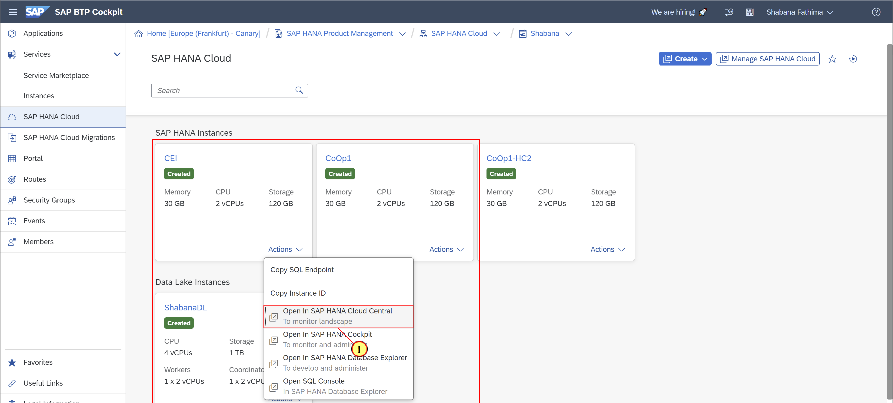 SAP SAP BTP Cockpit
We are hiring!
Shabana Fathima
Applications
Services
Service Marketplace
Instances
SAP HANA Cloud
SAP HANA Cloud Migrations
Portal
Routes
Security Groups
Events
Members
Favorites
Useful Links
Home [Europe (Frankfurt) - Canary] / SAP HANA Product Management / SAP HANA Cloud / Shabana
SAP HANA Cloud
Create
Manage SAP HANA Cloud
Search
SAP HANA Instances
CEI
Created
Memory CPU Storage
30 GB 2 vCPUs 120 GB
Actions
CoOp1
Created
Memory CPU Storage
30 GB 2 vCPUs 120 GB
Actions
CoOp1-HC2
Created
Memory CPU Storage
30 GB 2 vCPUs 120 GB
Actions
Copy SQL Endpoint
Copy Instance ID
Open in SAP HANA Cloud Central
To monitor landscape
Open in SAP HANA Cockpit
To monitor and
1
Open in SAP HANA Database Explorer
To develop and administer
Open SQL Console
in SAP HANA Database Explorer
Data Lake Instances
ShabanaDL
Created
CPU Storage
4 vCPUs 1 TB
Workers
1 x 2 vCPUs 1 x 2